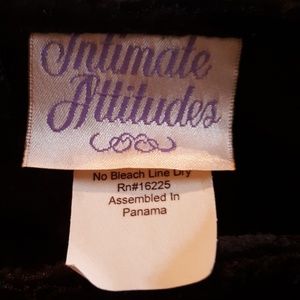 Intimate
Attitudes
No Bleach Line Dry
Rn#16225
Assembled In
Panama